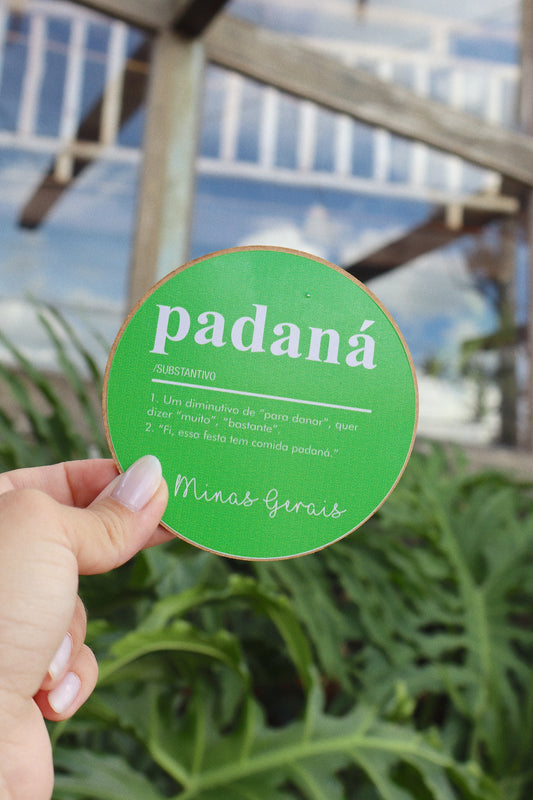 padaná
/SUBSTANTIVO
1. Um diminutivo de "para danar", quer
dizer "muito", "bastante".
2. "Fi, essa festa tem comida padaná."
Minas Gerais